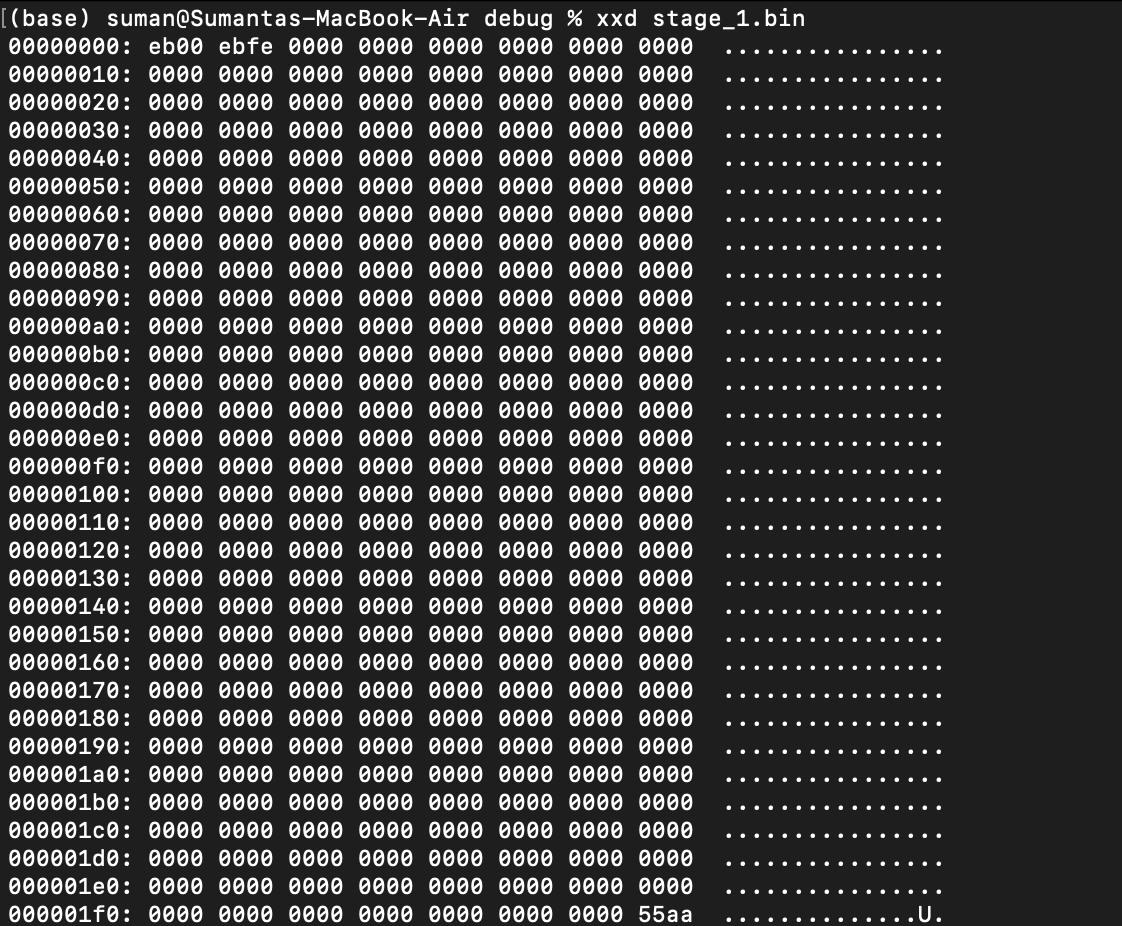 [(base) suman@Sumantas-MacBook-Air debug % xxd stage_1.bin
00000000: eb00 ebfe 0000 0000 0000 0000 0000 0000  ................
00000010: 0000 0000 0000 0000 0000 0000 0000 0000  ................
00000020: 0000 0000 0000 0000 0000 0000 0000 0000  ................
00000030: 0000 0000 0000 0000 0000 0000 0000 0000  ................
00000040: 0000 0000 0000 0000 0000 0000 0000 0000  ................
00000050: 0000 0000 0000 0000 0000 0000 0000 0000  ................
00000060: 0000 0000 0000 0000 0000 0000 0000 0000  ................
00000070: 0000 0000 0000 0000 0000 0000 0000 0000  ................
00000080: 0000 0000 0000 0000 0000 0000 0000 0000  ................
00000090: 0000 0000 0000 0000 0000 0000 0000 0000  ................
000000a0: 0000 0000 0000 0000 0000 0000 0000 0000  ................
000000b0: 0000 0000 0000 0000 0000 0000 0000 0000  ................
000000c0: 0000 0000 0000 0000 0000 0000 0000 0000  ................
000000d0: 0000 0000 0000 0000 0000 0000 0000 0000  ................
000000e0: 0000 0000 0000 0000 0000 0000 0000 0000  ................
000000f0: 0000 0000 0000 0000 0000 0000 0000 0000  ................
00000100: 0000 0000 0000 0000 0000 0000 0000 0000  ................
00000110: 0000 0000 0000 0000 0000 0000 0000 0000  ................
00000120: 0000 0000 0000 0000 0000 0000 0000 0000  ................
00000130: 0000 0000 0000 0000 0000 0000 0000 0000  ................
00000140: 0000 0000 0000 0000 0000 0000 0000 0000  ................
00000150: 0000 0000 0000 0000 0000 0000 0000 0000  ................
00000160: 0000 0000 0000 0000 0000 0000 0000 0000  ................
00000170: 0000 0000 0000 0000 0000 0000 0000 0000  ................
00000180: 0000 0000 0000 0000 0000 0000 0000 0000  ................
00000190: 0000 0000 0000 0000 0000 0000 0000 0000  ................
000001a0: 0000 0000 0000 0000 0000 0000 0000 0000  ................
000001b0: 0000 0000 0000 0000 0000 0000 0000 0000  ................
000001c0: 0000 0000 0000 0000 0000 0000 0000 0000  ................
000001d0: 0000 0000 0000 0000 0000 0000 0000 0000  ................
000001e0: 0000 0000 0000 0000 0000 0000 0000 0000  ................
000001f0: 0000 0000 0000 0000 0000 0000 0000 55aa  ..............U.